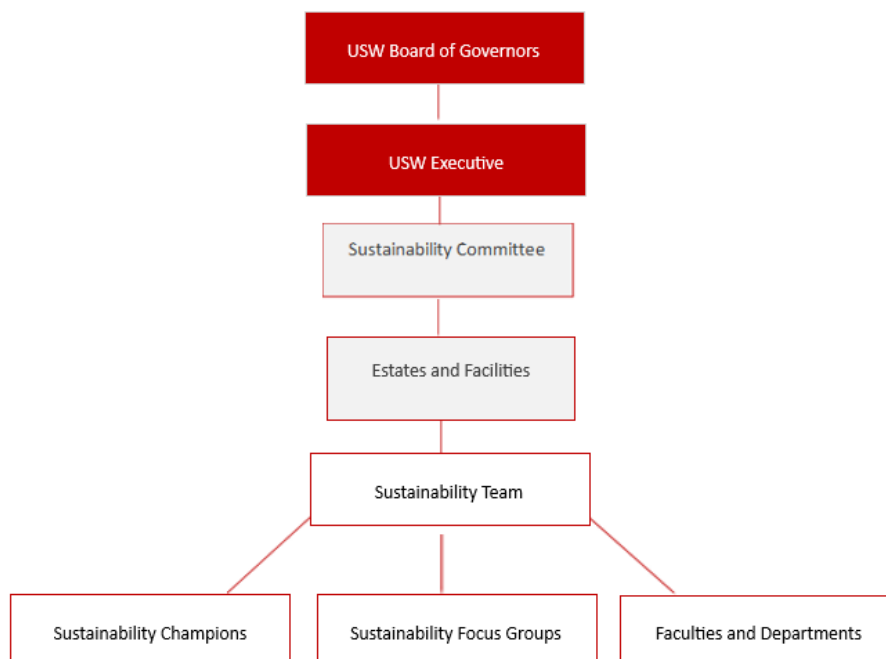 USW Board of Governors
USW Executive
Sustainability Committee
Estates and Facilities
Sustainability Team
Sustainability Champions
Sustainability Focus Groups
Faculties and Departments